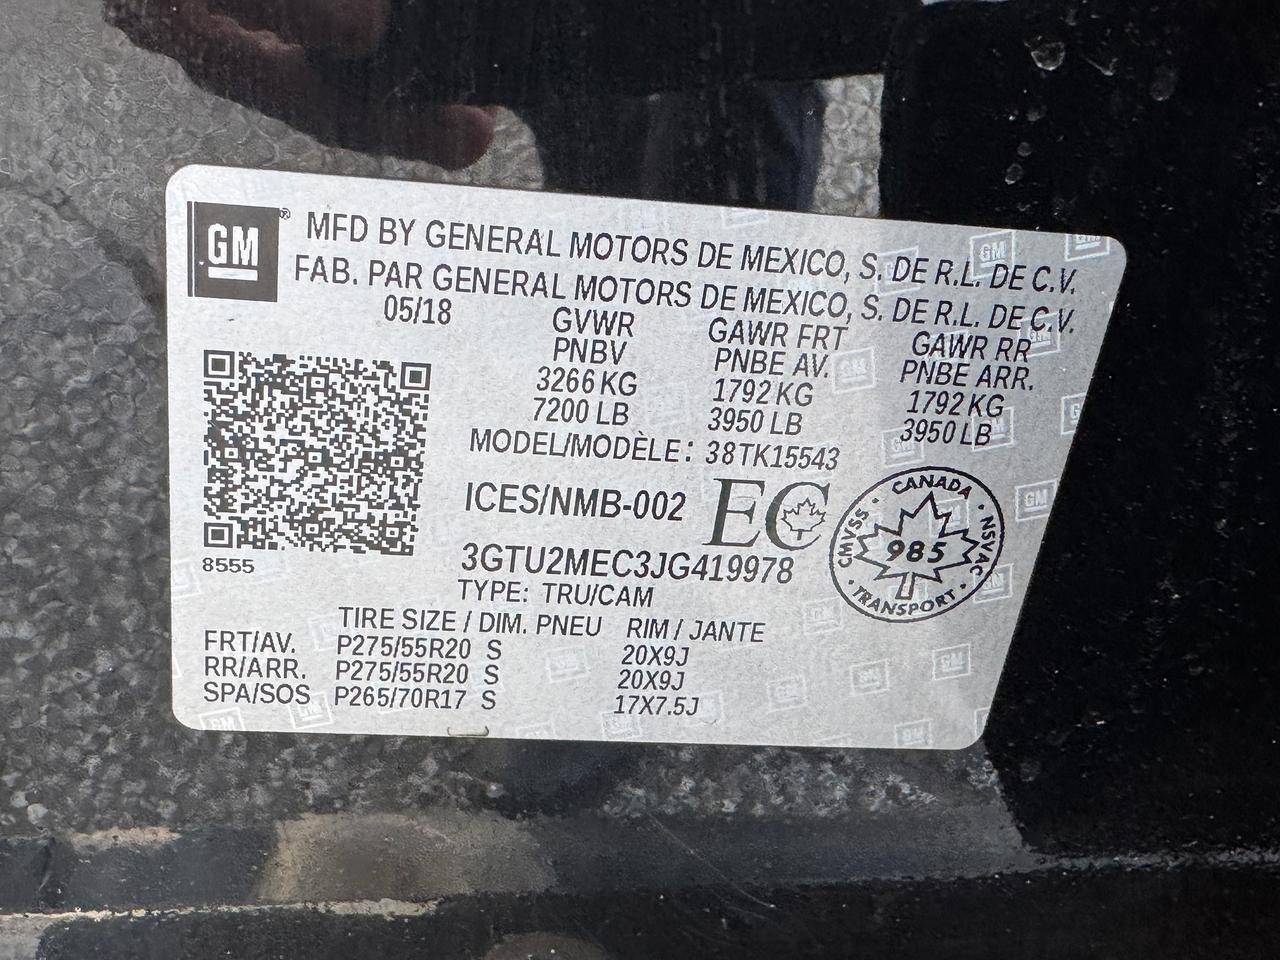 GM ® MFD BY GENERAL MOTORS DE MEXICO, S. DE R.L. DE C.V.
FAB. PAR GENERAL MOTORS DE MEXICO, S. DE R.L. DE C.V.
05/18 GVWR GAWR FRT GAWR RR
PNBV PNBE AV. PNBE ARR.
3266 KG 1792 KG 1792 KG
7200 LB 3950 LB 3950 LB
MODEL/MODÈLE: 38TK15543
ICES/NMB-002 EC
CANADA · NSVAC · TRANSPORT · CMVSS ·
985
3GTU2MEC3JG419978
8555
TYPE: TRU/CAM
TIRE SIZE / DIM. PNEU RIM / JANTE
FRT/AV. P275/55R20 S 20X9J
RR/ARR. P275/55R20 S 20X9J
SPA/SOS P265/70R17 S 17X7.5J